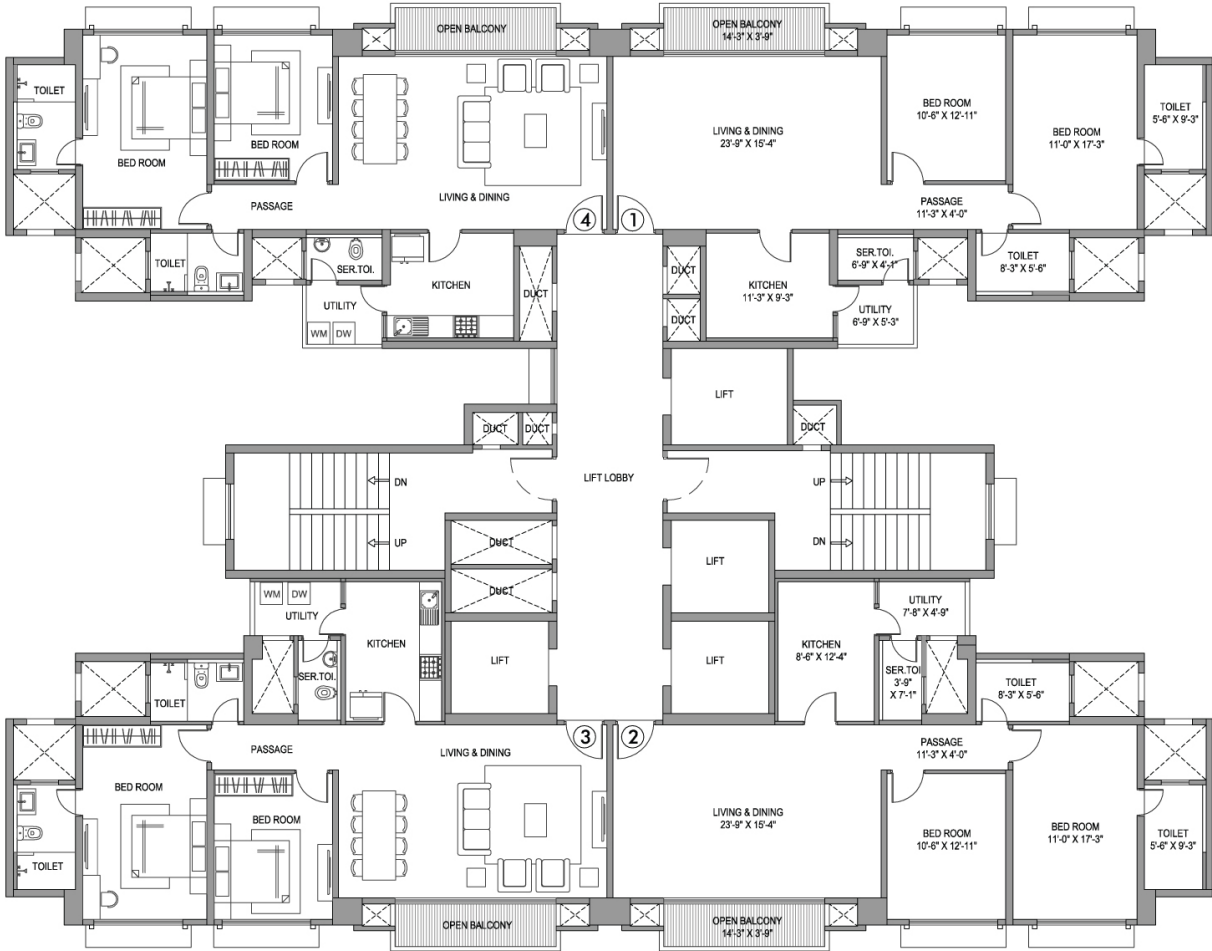 OPEN BALCONY
OPEN BALCONY
14'-3" X 3'-9"
TOILET
BED ROOM
BED ROOM
LIVING & DINING
23'-9" X 15'-4"
BED ROOM
10'-6" X 12'-11"
BED ROOM
11'-0" X 17'-3"
TOILET
5'-6" X 9'-3"
PASSAGE
LIVING & DINING
4
1
PASSAGE
11'-3" X 4'-0"
TOILET
SER.TOI.
KITCHEN
DUCT
DUCT
DUCT
KITCHEN
11'-3" X 9'-3"
SER.TOI.
6'-9" X 4'-1"
TOILET
8'-3" X 5'-6"
UTILITY
WM
DW
UTILITY
6'-9" X 5'-3"
LIFT
DUCT
DUCT
DUCT
DN
UP
LIFT LOBBY
UP
DN
DUCT
DUCT
LIFT
WM
DW
UTILITY
KITCHEN
SER.TOI.
LIFT
LIFT
KITCHEN
8'-6" X 12'-4"
UTILITY
7'-8" X 4'-9"
SER.TOI
3'-9"
X 7'-1"
TOILET
TOILET
8'-3" X 5'-6"
PASSAGE
LIVING & DINING
3
2
PASSAGE
11'-3" X 4'-0"
BED ROOM
BED ROOM
TOILET
LIVING & DINING
23'-9" X 15'-4"
BED ROOM
10'-6" X 12'-11"
BED ROOM
11'-0" X 17'-3"
TOILET
5'-6" X 9'-3"
OPEN BALCONY
OPEN BALCONY
14'-3" X 3'-9"